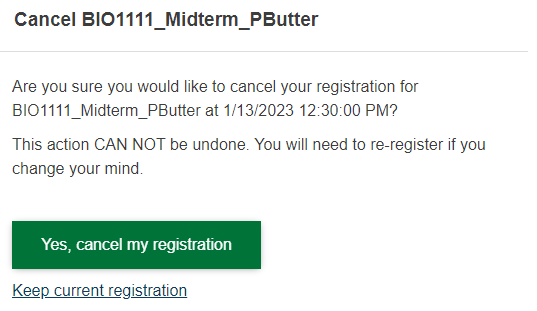 Cancel BIO1111_Midterm_PButter
Are you sure you would like to cancel your registration for
BIO1111_Midterm_PButter at 1/13/2023 12:30:00 PM?
This action CAN NOT be undone. You will need to re-register if you
change your mind.
Yes, cancel my registration
Keep current registration